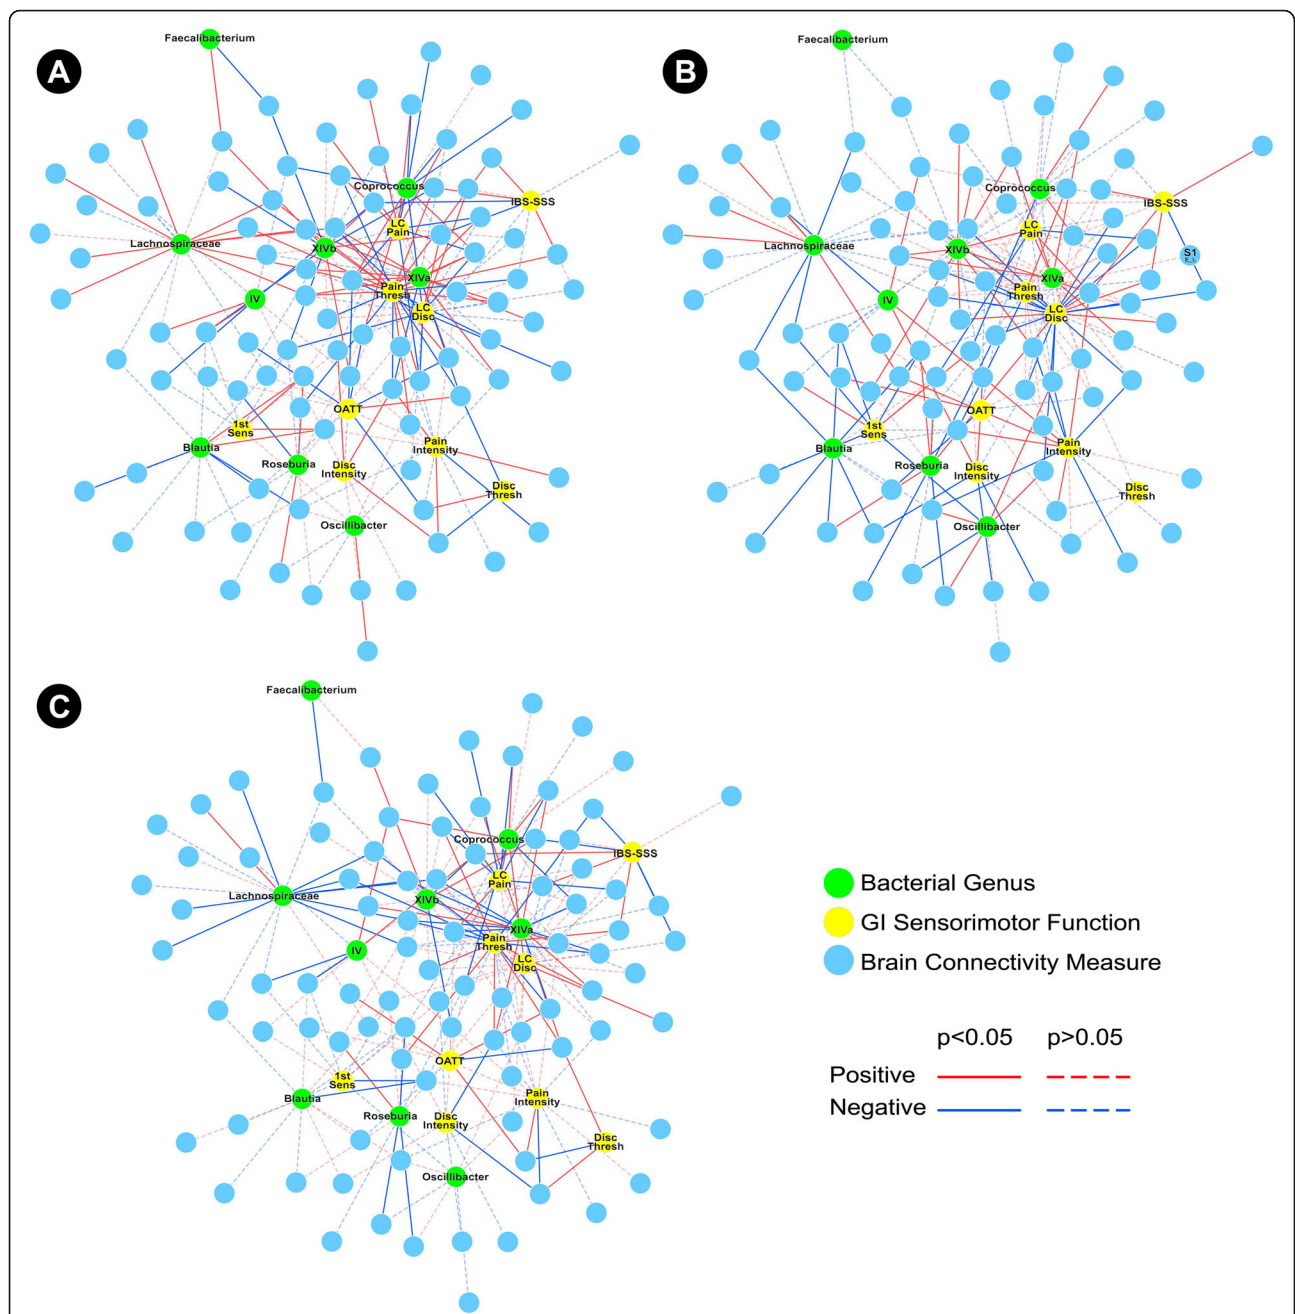 A
Faecalibacterium
Coprococcus
IBS-SSS
LC
Pain
Lachnospiraceae
XIVb
XIVa
Pain
Thresh
IV
LC
Disc
OATT
1st
Sens
Blautia
Pain
Intensity
Roseburia
Disc
Intensity
Disc
Thresh
Oscillibacter
B
Faecalibacterium
Coprococcus
IBS-SSS
LC
Pain
Lachnospiraceae
XIVb
S1
E_L
XIVa
Pain
Thresh
IV
LC
Disc
OATT
1st
Sens
Blautia
Pain
Intensity
Roseburia
Disc
Intensity
Disc
Thresh
Oscillibacter
C
Faecalibacterium
Coprococcus
IBS-SSS
LC
Pain
Lachnospiraceae
XIVb
XIVa
Pain
Thresh
IV
LC
Disc
OATT
1st
Sens
Blautia
Pain
Intensity
Roseburia
Disc
Intensity
Disc
Thresh
Oscillibacter
Bacterial Genus
GI Sensorimotor Function
Brain Connectivity Measure
p<0.05 p>0.05
Positive
Negative